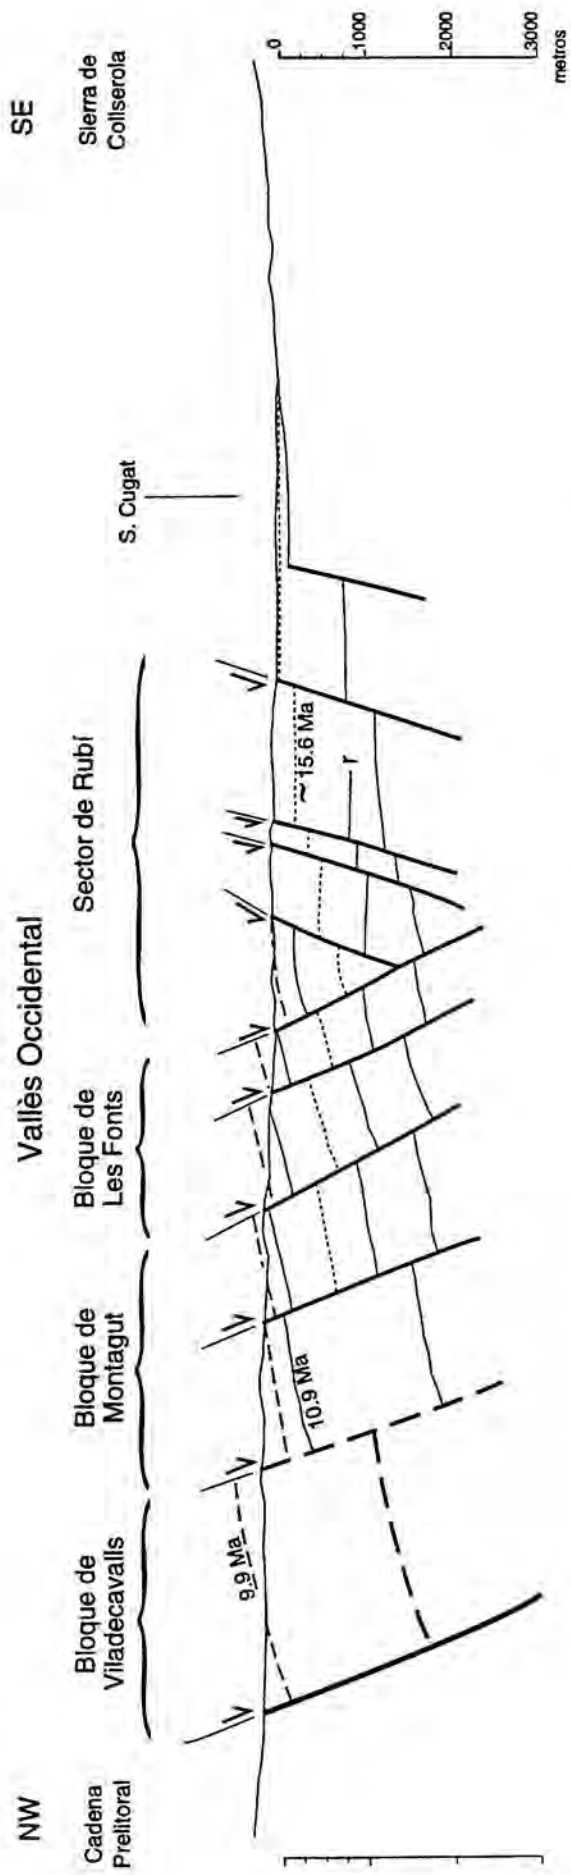 Vallès Occidental
NW
SE
Cadena
Prelitoral
Bloque de
Viladecavalls
Bloque de
Montagut
Bloque de
Les Fonts
Sector de Rubí
S. Cugat
Sierra de
Collserola
9.9 Ma
10.9 Ma
~ 15.6 Ma
r
0
1000
2000
3000
metros